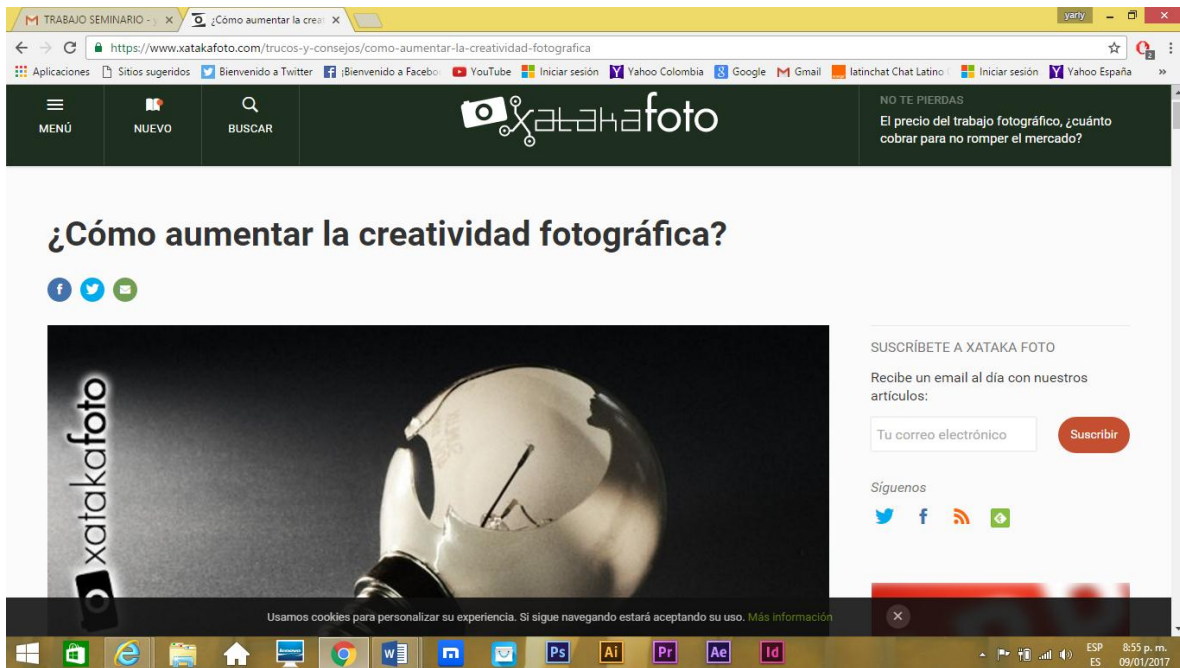 TRABAJO SEMINARIO - y
¿Cómo aumentar la creat
yarly
https://www.xatakafoto.com/trucos-y-consejos/como-aumentar-la-creatividad-fotografica
2
Aplicaciones Sitios sugeridos Bienvenido a Twitter ¡Bienvenido a Facebo YouTube Iniciar sesión Yahoo Colombia Google Gmail latinchat Chat Latino Iniciar sesión Yahoo España »
MENÚ NUEVO BUSCAR
xatakafoto
NO TE PIERDAS
El precio del trabajo fotográfico, ¿cuánto
cobrar para no romper el mercado?
¿Cómo aumentar la creatividad fotográfica?
xatakafoto
SUSCRÍBETE A XATAKA FOTO
Recibe un email al día con nuestros
artículos:
Tu correo electrónico Suscribir
Síguenos
Usamos cookies para personalizar su experiencia. Si sigue navegando estará aceptando su uso. Más información
Ps Ai Pr Ae Id
ESP 8:55 p. m.
ES 09/01/2017